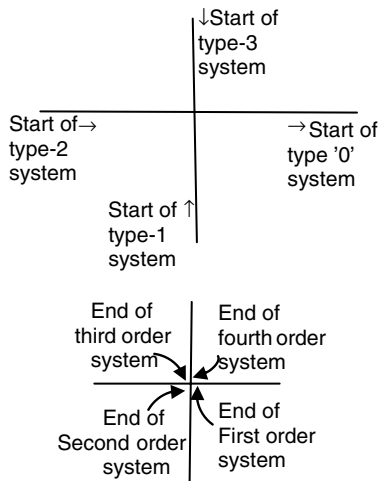 ↓Start of
type-3
system
Start of→
type-2
system
→Start of
type '0'
system
Start of ↑
type-1
system
End of
third order
system
End of
fourth order
system
End of
Second order
system
End of
First order
system